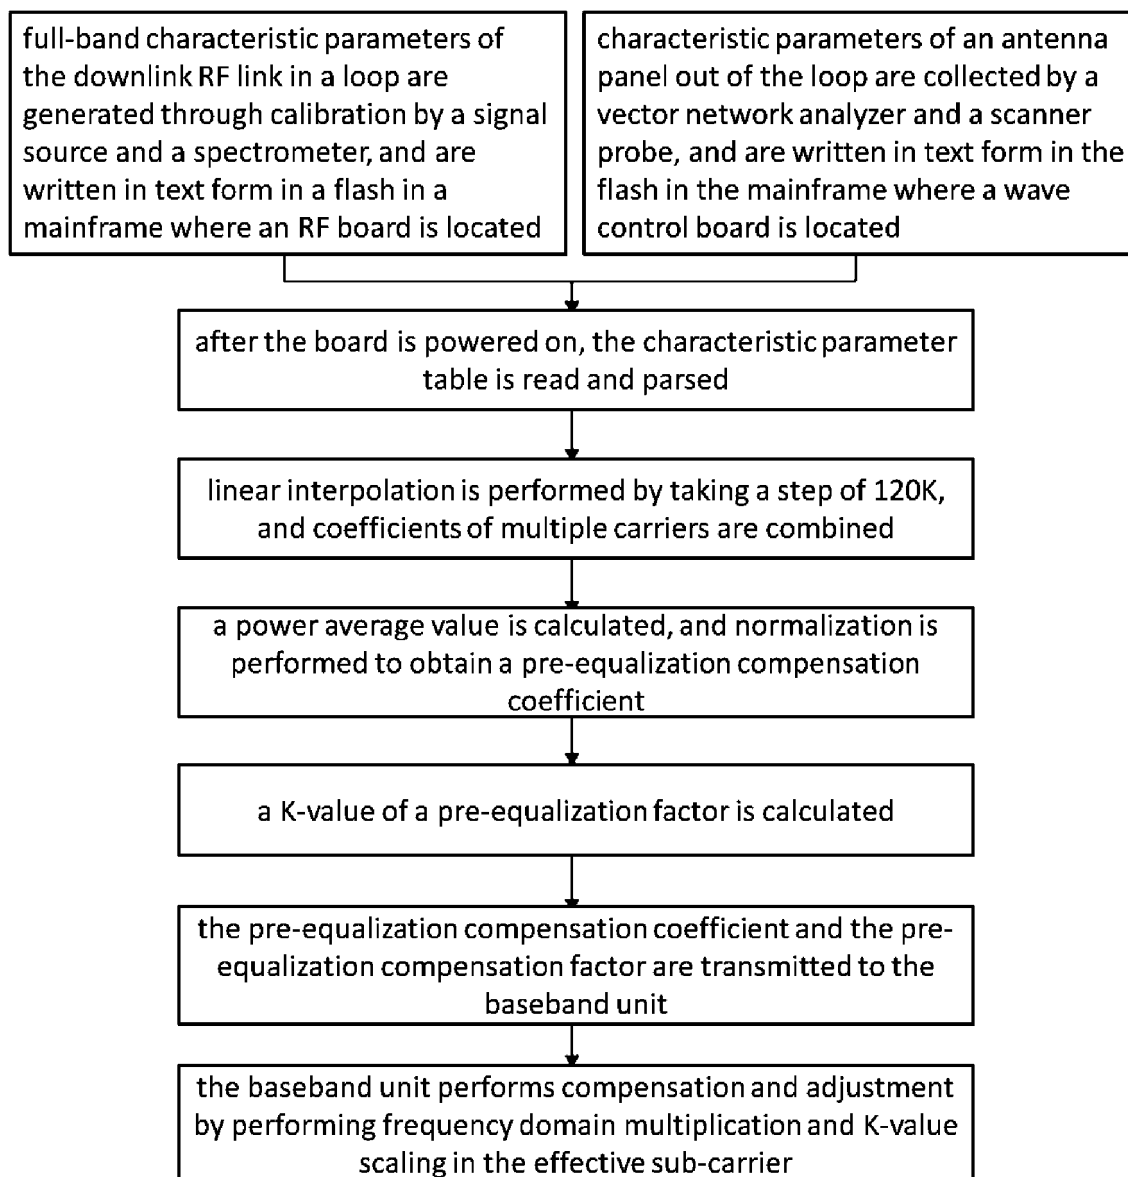 full-band characteristic parameters of
the downlink RF link in a loop are
generated through calibration by a signal
source and a spectrometer, and are
written in text form in a flash in a
mainframe where an RF board is located
characteristic parameters of an antenna
panel out of the loop are collected by a
vector network analyzer and a scanner
probe, and are written in text form in the
flash in the mainframe where a wave
control board is located
after the board is powered on, the characteristic parameter
table is read and parsed
linear interpolation is performed by taking a step of 120K,
and coefficients of multiple carriers are combined
a power average value is calculated, and normalization is
performed to obtain a pre-equalization compensation
coefficient
a K-value of a pre-equalization factor is calculated
the pre-equalization compensation coefficient and the pre-
equalization compensation factor are transmitted to the
baseband unit
the baseband unit performs compensation and adjustment
by performing frequency domain multiplication and K-value
scaling in the effective sub-carrier